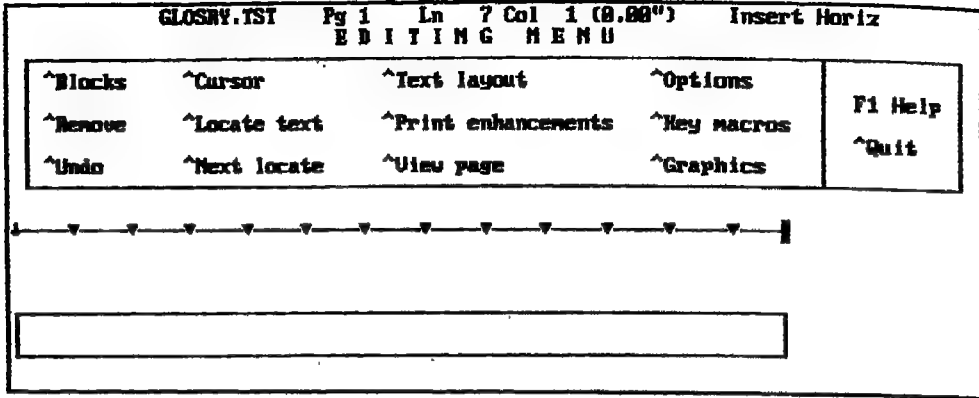 GLOSRY.TST Pg 1 Ln 7 Col 1 (0.00") Insert Horiz
E D I T I N G M E N U
^Blocks ^Cursor ^Text layout ^Options
^Remove ^Locate text ^Print enhancements ^Key macros
^Undo ^Next locate ^View page ^Graphics
F1 Help
^Quit